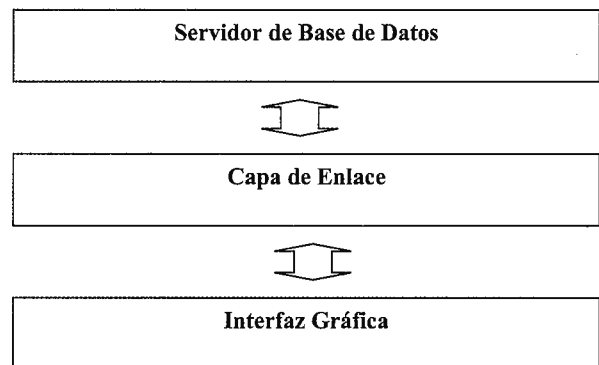 Servidor de Base de Datos
Capa de Enlace
Interfaz Gráfica